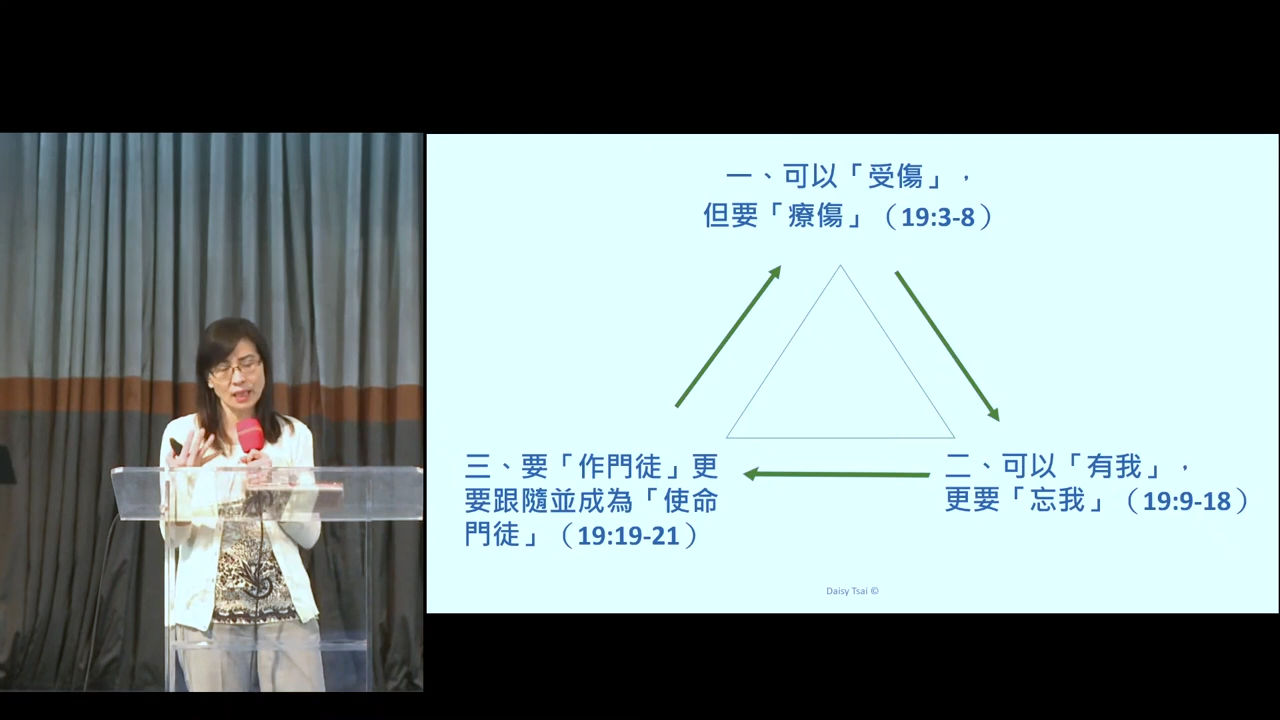 一、可以「受傷」，
但要「療傷」（19:3-8）
三、要「作門徒」更
要跟隨並成為「使命
門徒」（19:19-21）
二、可以「有我」，
更要「忘我」（19:9-18）
Daisy Tsai ©